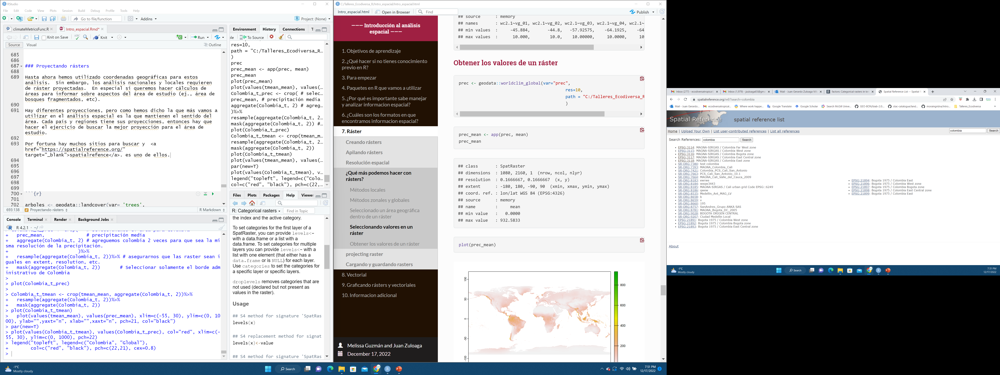 RStudio
File Edit Code View Plots Session Build Debug Profile Tools Help
Go to file/function
Addins
Project: (None)
climateMetricsFunc.R
Intro_espacial.Rmd*
Knit on Save
Knit
Run
Source Visual
Outline
685
686
687 ### Proyectando rásters
688
689 Hasta ahora hemos utilizado coordenadas geográficas para estos
análisis.  Sin embargo, los análisis nacionales y locales requieren
de ráster proyectadas.  En especial si queremos hacer cálculos de
áreas para informar sobre aspectos del área de estudio (ej., área de
bosques fragmentados, etc).
690
691 Hay diferentes proyecciones, pero como hemos dicho la que más vamos a
utilizar en el análisis espacial es la que mantienen el sentido del
área. Cada país y regiones tiene sus proyecciones, entonces hay que
hacer el ejercicio de buscar la mejor proyección para el área de
estudio.
692
693 Por fortuna hay muchos sitios para buscar y  <a
href="https://spatialreference.org/"
target="_blank">spatialrefence</a>. es uno de ellos.
694
695
696
697
698
699
700 ```{r}
701
702 arboles <- geodata::landcover(var= 'trees',
693:138 Proyectando rásters R Markdown
Console Terminal Render Background Jobs
R 4.2.1 · ~/
+   prec_mean,               # precipitación media
+   aggregate(Colombia_t, 2) # agreguemos colombia 2 veces para que sea la mi
sma resolución de la precipitación.
+                         )%>%
+   resample(aggregate(Colombia_t, 2))%>% # asegurarnos que las raster sean i
guales en extent, resolution, etc.
+   mask(aggregate(Colombia_t, 2))       # Seleccionar solamente el borde adm
inistrativo de Colombia
>
> plot(Colombia_t_prec)
>
> Colombia_t_tmean <- crop(tmean_mean, aggregate(Colombia_t, 2))%>%
+   resample(aggregate(Colombia_t, 2))%>%
+   mask(aggregate(Colombia_t, 2))
> plot(Colombia_t_tmean)
>   plot(values(tmean_mean), values(prec_mean), xlim=c(-55, 30), ylim=c(0, 10
00), ylab="",yaxt="n", xlab="",xaxt="n", pch=21, col="black")
> par(new=T)
> plot(values(Colombia_t_tmean), values(Colombia_t_prec), col="red", xlim=c(-
55, 30), ylim=c(0, 1000), pch=22)
> legend("topleft", legend=c("Colombia", "Global"),
+        col=c("red", "black"), pch=c(22,21), cex=0.8)
>
Environment History Connections
To Source
res=10,
path = "C:/Talleres_Ecodiversa_R…
)
prec
prec_mean <- app(prec, mean)
prec_mean
plot(prec_mean)
plot(values(tmean_mean), values(…
Colombia_t_prec <- crop( # selec…
prec_mean, # precipitación media
aggregate(Colombia_t, 2) # agreg…
)%>%
resample(aggregate(Colombia_t, 2…
mask(aggregate(Colombia_t, 2)) #…
plot(Colombia_t_prec)
Colombia_t_tmean <- crop(tmean_m…
resample(aggregate(Colombia_t, 2…
mask(aggregate(Colombia_t, 2))
plot(Colombia_t_tmean)
plot(values(tmean_mean), values(…
par(new=T)
plot(values(Colombia_t_tmean), v…
legend("topleft", legend=c("Colo…
col=c("red", "black"), pch=c(22,…
Files Plots Packages Help Viewer
R: Categorical rasters
Find in Topic
the index and the active category.
To set categories for the first layer of a
SpatRaster, you can provide levels<-
with a data.frame or a list with a
data.frame. To set categories for multiple
layers you can provide levels<- with a
list with one element (that either has a
data.frame or is NULL) for each layer.
Use categories to set the categories for
a specific layer or specific layers.
droplevels removes categories that are
not used (declared but not present as
values in the raster).
Usage
## S4 method for signature 'SpatRas
levels(x)
## S4 replacement method for signat
levels(x)<-value
## S4 method for signature 'SpatRas
C:/Talleres_Ecodiversa_R/Intro_espacial/Intro_espacial.html
Intro_espacial.html Open in Browser Find
Publish
––– Introducción al análisis
espacial –––
1. Objetivos de aprendizaje
2. ¿Qué hacer si no tienes conocimiento
previo en R?
3. Para empezar
4. Paquetes en R que vamos a utilizar
5. ¿Por qué es importante sabe manejar
y analizar informacion espacial?
6. ¿Cuáles son los formatos en que
encontramos informacion espacial?
7. Ráster
Creando rásters
Apilando rásters
Resolución espacial
¿Qué más podemos hacer con
rásters?
Métodos locales
Métodos zonales y globales
Seleccionado un área geográfica
dentro de un ráster
Seleccionando valores en un
ráster
Obtener los valores de un ráster
projecting raster
Cargando y guardando rasters
8. Vectorial
9. Graficando rásters y vectoriales
10. Informacion adicional
Melissa Guzmán and Juan Zuloaga
December 17, 2022
## source      : memory
## names       : wc2.1~vg_01, wc2.1~vg_02, wc2.1~vg_03, wc2.1~vg_04, wc2.1~
## min values  :     -45.884,       -44.8,   -57.92575,    -64.1925,    -64
## max values  :      10.000,        10.0,    10.00000,     10.0000,     10
Obtener los valores de un ráster
prec <- geodata::worldclim_global(var="prec",
res=10,
path = "C:/Talleres_Ecodiversa_R
)
prec_mean <- app(prec, mean)
prec_mean
## class       : SpatRaster
## dimensions  : 1080, 2160, 1  (nrow, ncol, nlyr)
## resolution  : 0.1666667, 0.1666667  (x, y)
## extent      : -180, 180, -90, 90  (xmin, xmax, ymin, ymax)
## coord. ref. : lon/lat WGS 84 (EPSG:4326)
## source      : memory
## name        :     mean
## min value   :   0.0000
## max value   : 932.5833
plot(prec_mean)
100
50
0
-50
-100
800
600
400
200
Inbox (277) - ecodiversatropical
Inbox (1,979) - jzuloaga65@gma
Mail - Juan Gerardo Zuloaga Vill
factors: Categorical rasters in ter
Spatial Reference List -- Spatial R
spatialreference.org/ref/?search=colombia
Mail - Juan Gerardo... ecodiversatropical... Where work happe... Google Translate Google Scholar Search McGill Unive... GEO-BON/biab-2.0:... stac-catalogue/land... moraingridva/Intro... Talleres_Ecodiversa
Spatial Reference
spatial reference list
Home | Upload Your Own | List user-contributed references | List all references
colombia Search
Search References: colombia Search
EPSG:3114: MAGNA-SIRGAS / Colombia Far West zone
EPSG:3115: MAGNA-SIRGAS / Colombia West zone
EPSG:3116: MAGNA-SIRGAS / Colombia Bogota zone
EPSG:3117: MAGNA-SIRGAS / Colombia East Central zone
EPSG:3118: MAGNA-SIRGAS / Colombia East zone
SR-ORG:7380: test colombia
SR-ORG:7393: MAGNA_Colombia_Cali
SR-ORG:7421: Colombia_PCS_Cali_San_Antonio
SR-ORG:7663: PCS_Cali_San_Antonio_10.1
SR-ORG:7664: MAGNA_Cali_Valle_del_Cauca_2009
SR-ORG:8183: ewrwe
SR-ORG:8184: weqw3443
SR-ORG:8185: MAGNA-SIRGAS / Cali urban grid Code EPSG::6249
SR-ORG:8186: qwew
SR-ORG:8535: Medellin_Ant_MAG_LV
SR-ORG:8658: b
SR-ORG:8659: v
SR-ORG:8660: 195
SR-ORG:8757: SanAndres_Grupo ANKA SAS
SR-ORG:8781: MAGNA_Bogota_DC_2005
SR-ORG:9028: BOGOTA ORIGEN CENTRAL
SR-ORG:9207: Ciudad Medellin Local
EPSG:21891: Bogota 1975 / Colombia West zone
EPSG:21892: Bogota 1975 / Colombia Bogota zone
EPSG:21893: Bogota 1975 / Colombia East Central zone
EPSG:21894: Bogota 1975 / Colombia East
EPSG:21896: Bogota 1975 / Colombia West zone
EPSG:21897: Bogota 1975 / Colombia Bogota zone
EPSG:21898: Bogota 1975 / Colombia East Central zone
EPSG:21899: Bogota 1975 / Colombia East
About
-1°C
Mostly cloudy
Search
7:51 PM
12/17/2022
-1°C
Mostly cloudy
Search
7:51 PM
12/17/2022